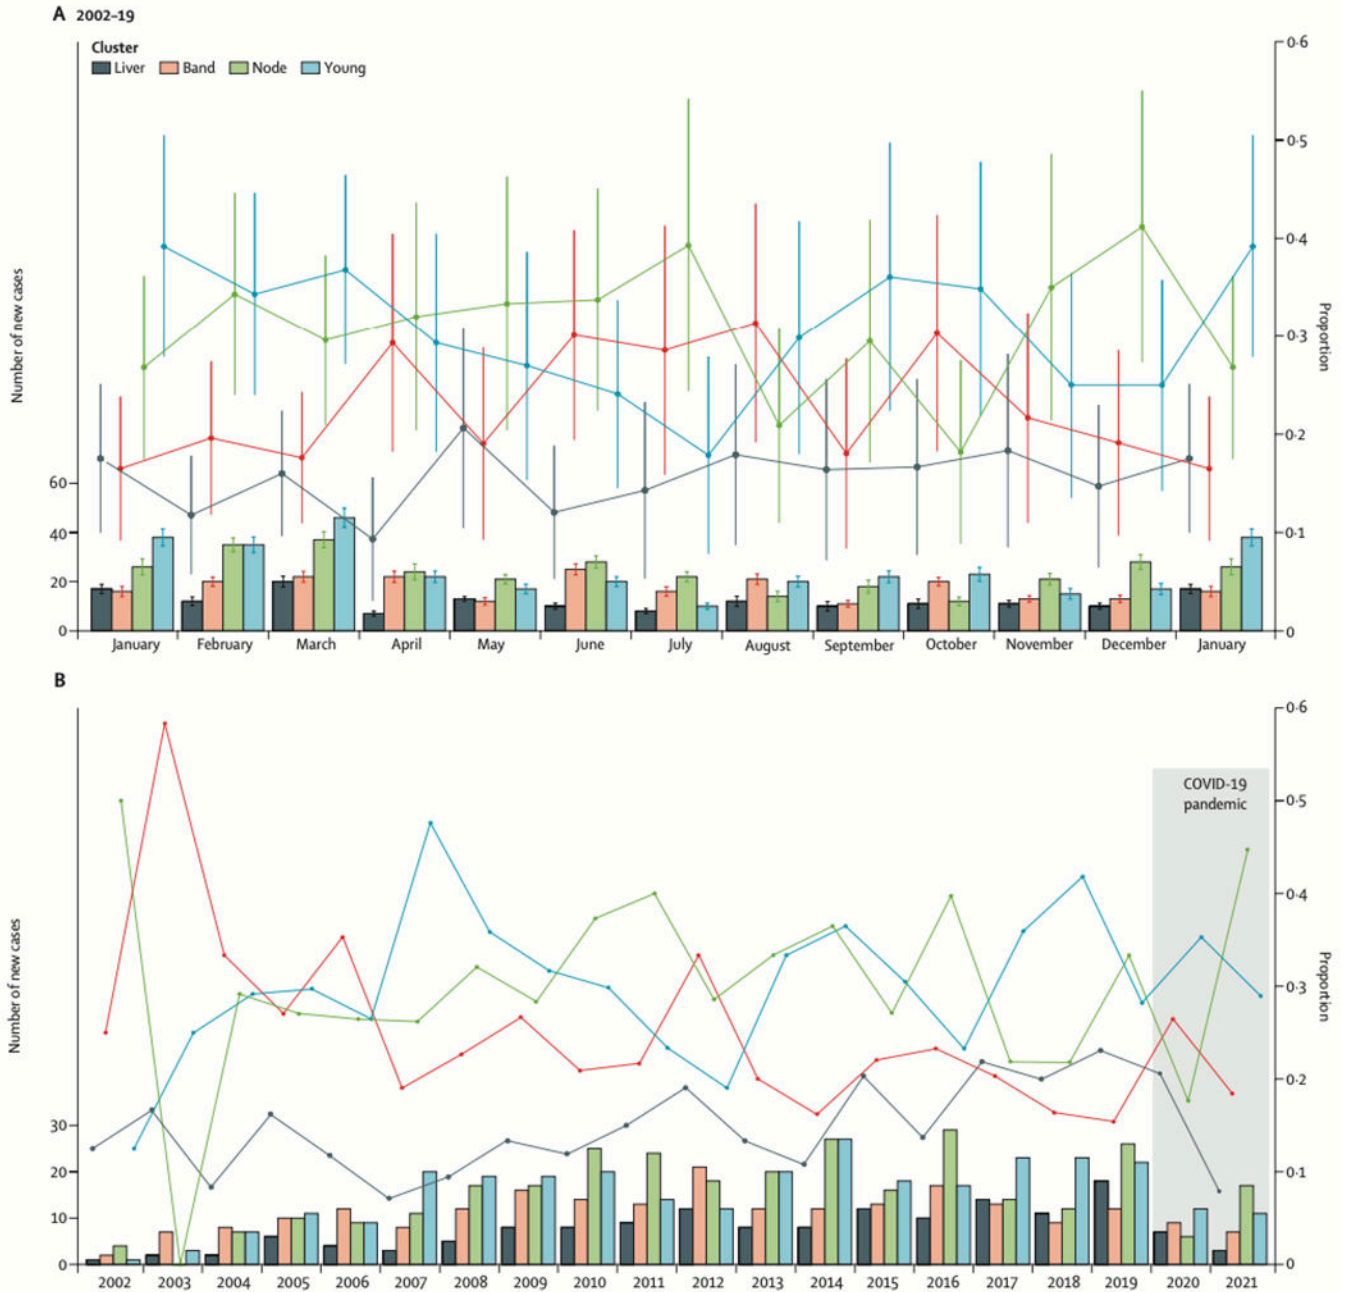 A 2002–19
Cluster
Liver Band Node Young
Number of new cases
60
40
20
0
0·6
0·5
0·4
0·3
0·2
0·1
0
Proportion
January February March April May June July August September October November December January
B
COVID-19
pandemic
Number of new cases
30
20
10
0
0·6
0·5
0·4
0·3
0·2
0·1
0
Proportion
2002 2003 2004 2005 2006 2007 2008 2009 2010 2011 2012 2013 2014 2015 2016 2017 2018 2019 2020 2021